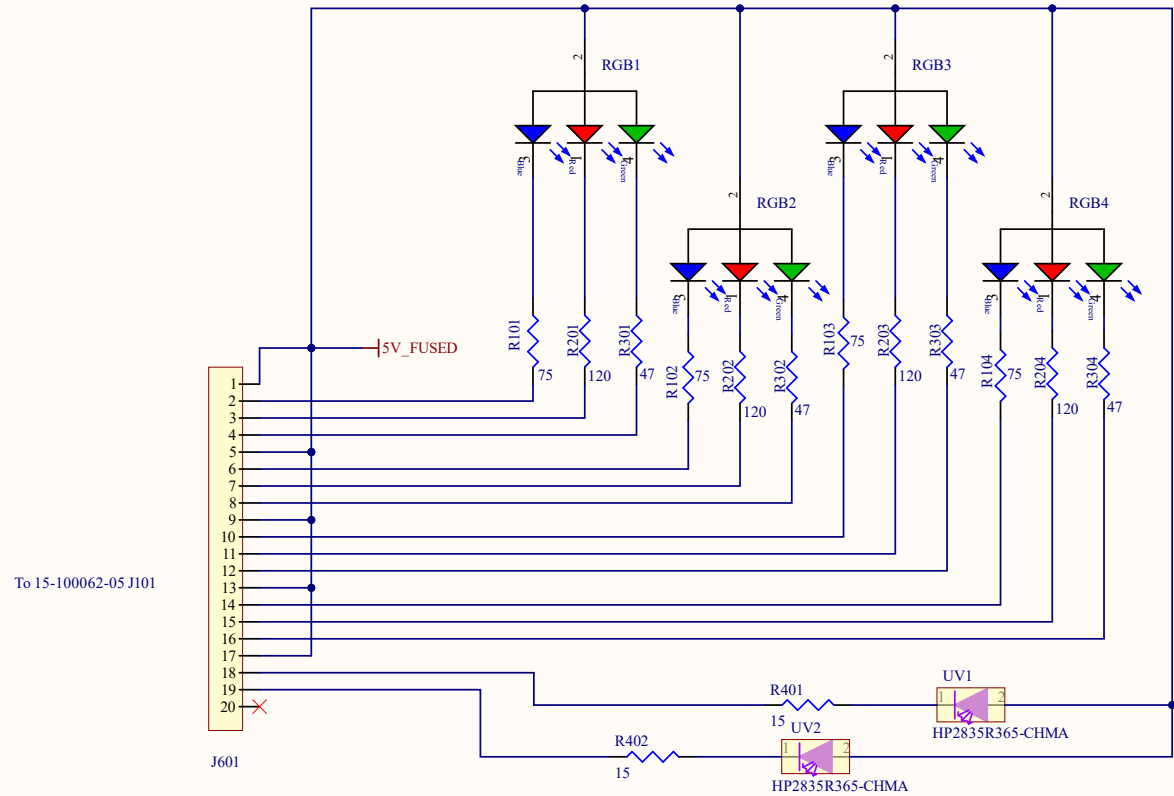 2
RGB1
3
Blue
1
Red
4
Green
2
RGB2
3
Blue
1
Red
4
Green
2
RGB3
3
Blue
1
Red
4
Green
2
RGB4
3
Blue
1
Red
4
Green
R101
75
R201
120
R301
47
R102
75
R202
120
R302
47
R103
75
R203
120
R303
47
R104
75
R204
120
R304
47
5V_FUSED
1
2
3
4
5
6
7
8
9
10
11
12
13
14
15
16
17
18
19
20
To 15-100062-05 J101
J601
R401
15
UV1
1 2
HP2835R365-CHMA
R402
15
UV2
1 2
HP2835R365-CHMA